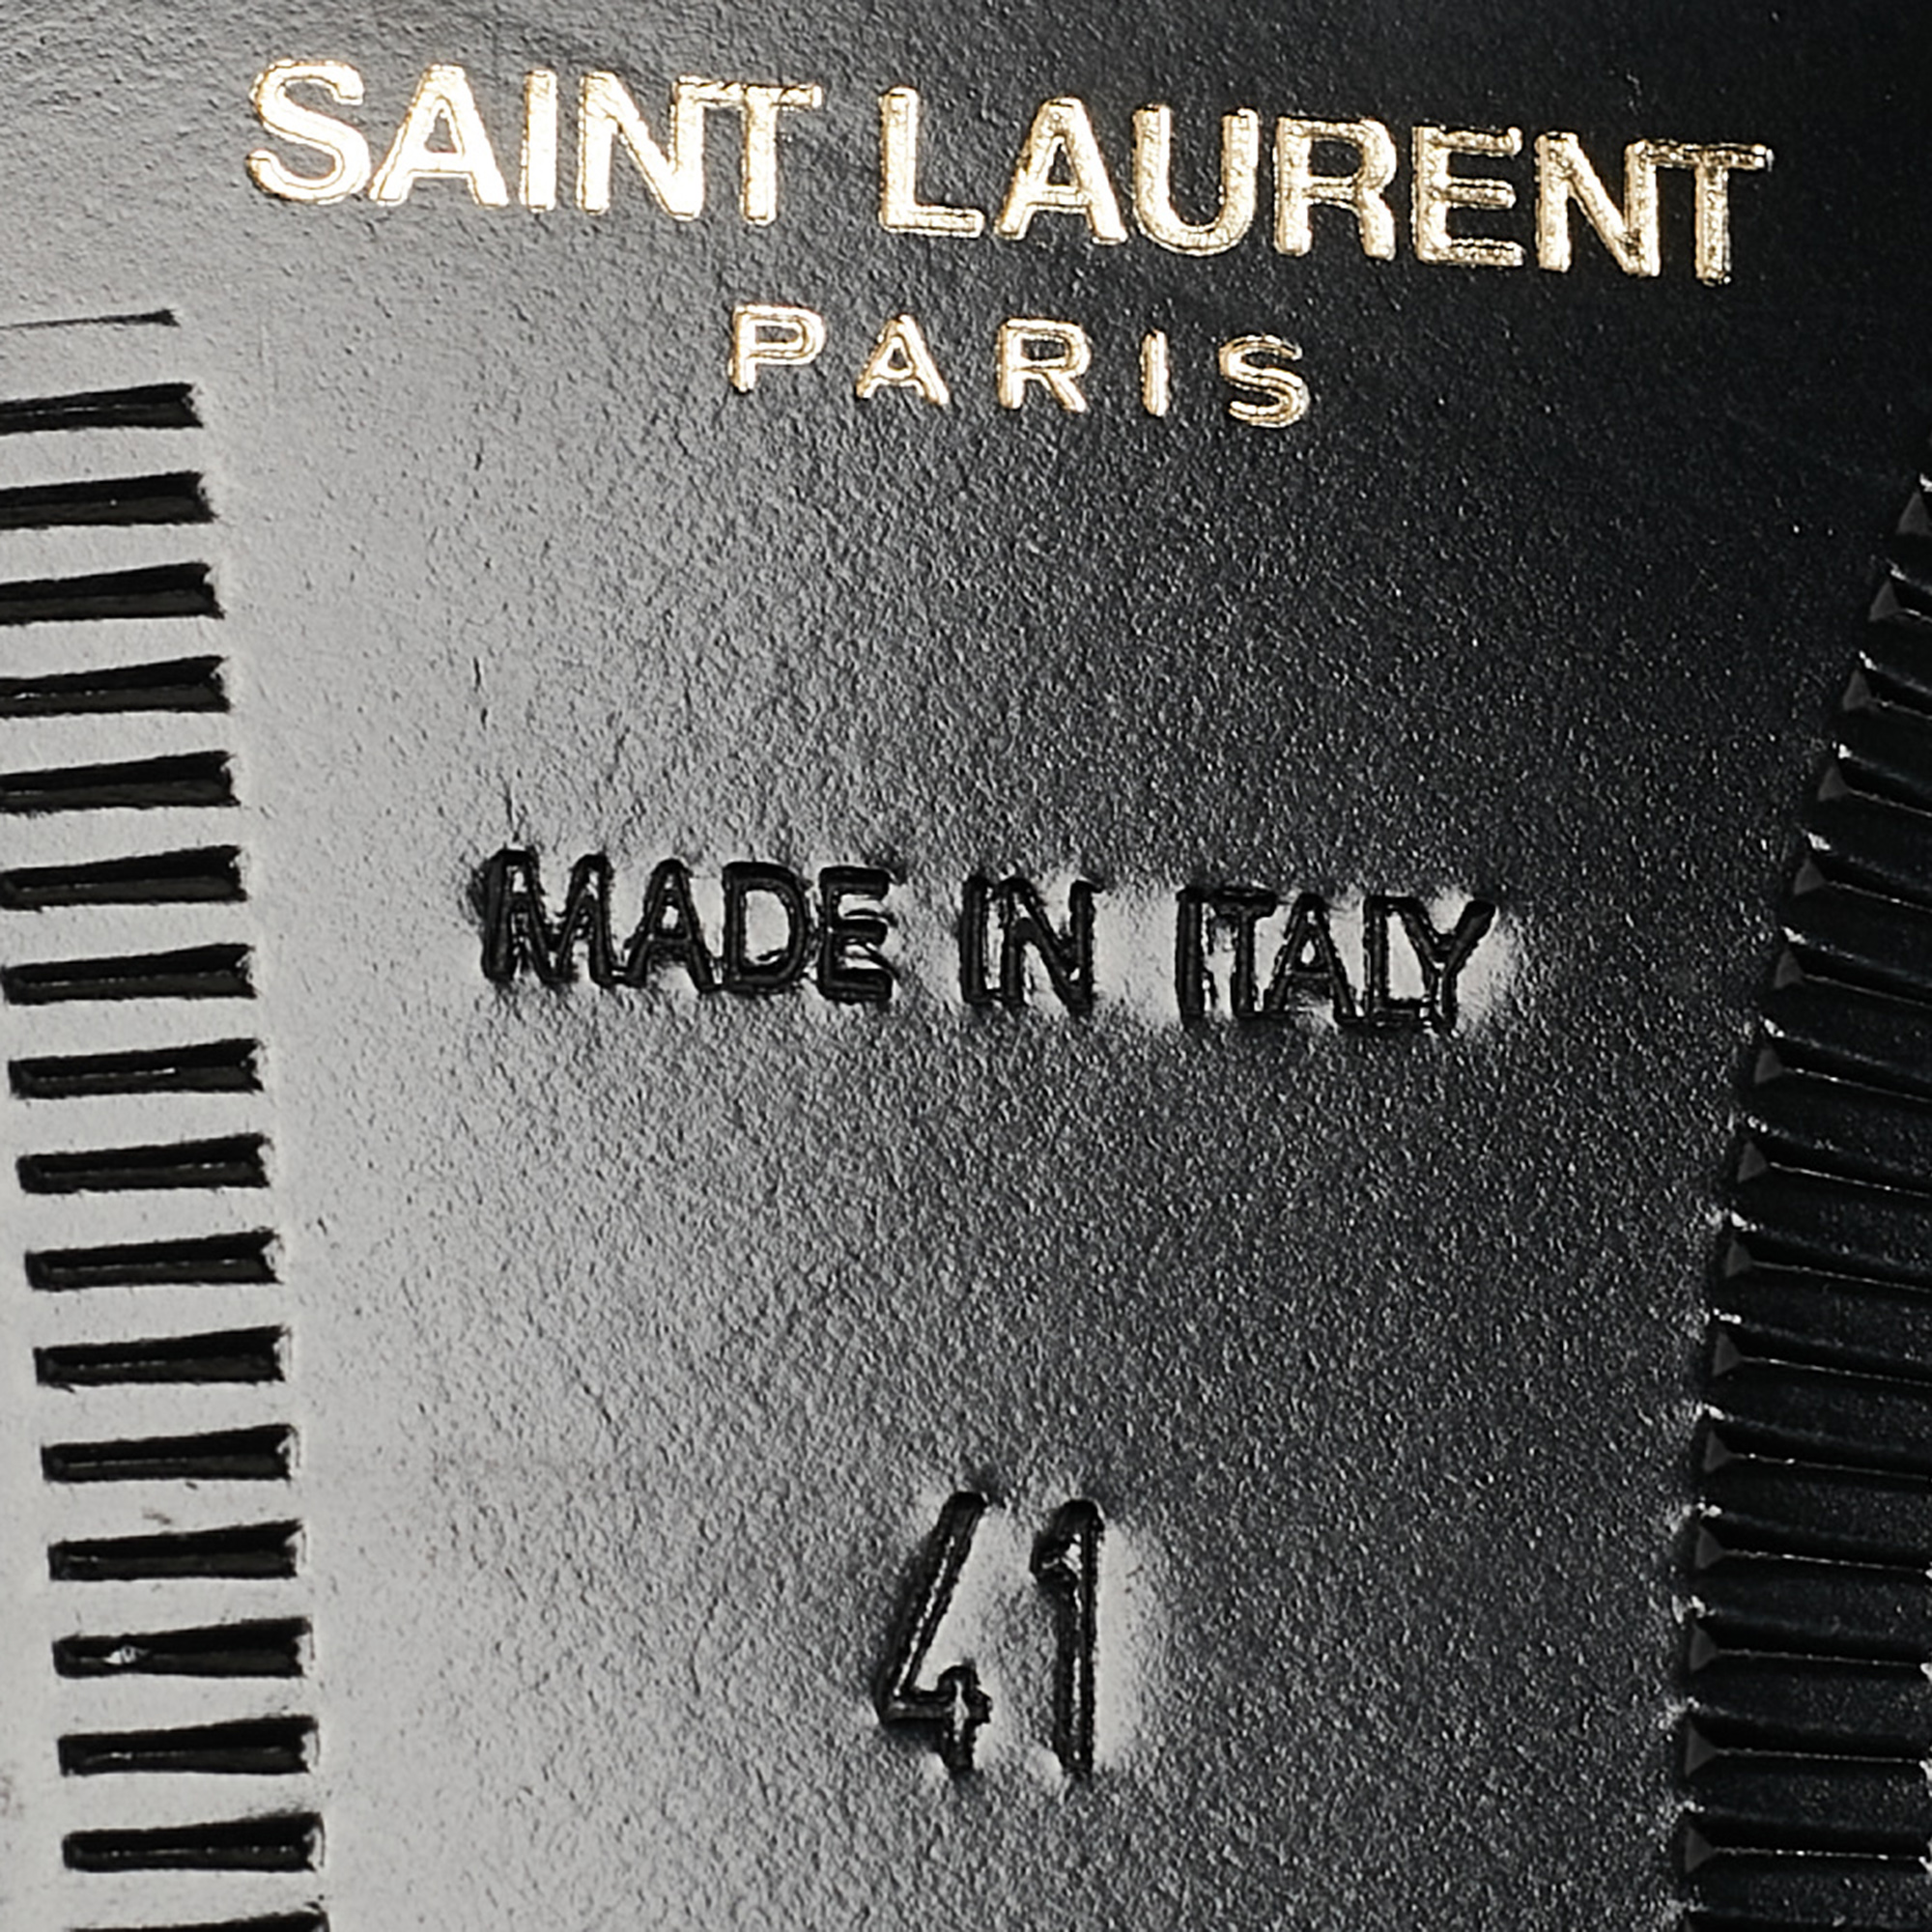 SAINT LAURENT
PARIS
MADE IN ITALY
41